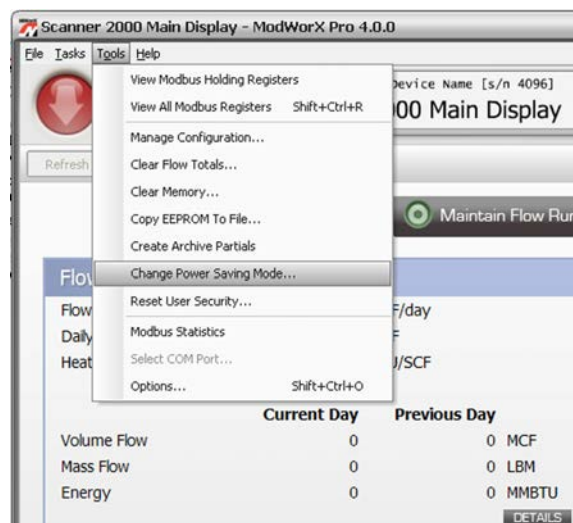 Scanner 2000 Main Display - ModWorX Pro 4.0.0
File Tasks Tools Help
View Modbus Holding Registers
View All Modbus Registers Shift+Ctrl+R
Manage Configuration...
Clear Flow Totals...
Clear Memory...
Copy EEPROM To File...
Create Archive Partials
Change Power Saving Mode...
Reset User Security...
Modbus Statistics
Select COM Port...
Options... Shift+Ctrl+O
Device Name [s/n 4096]
00 Main Display
Refresh
Maintain Flow Run
Flow
Flow F/day
Daily F
Heat J/SCF
Current Day Previous Day
Volume Flow 0 0 MCF
Mass Flow 0 0 LBM
Energy 0 0 MMBTU
DETAILS